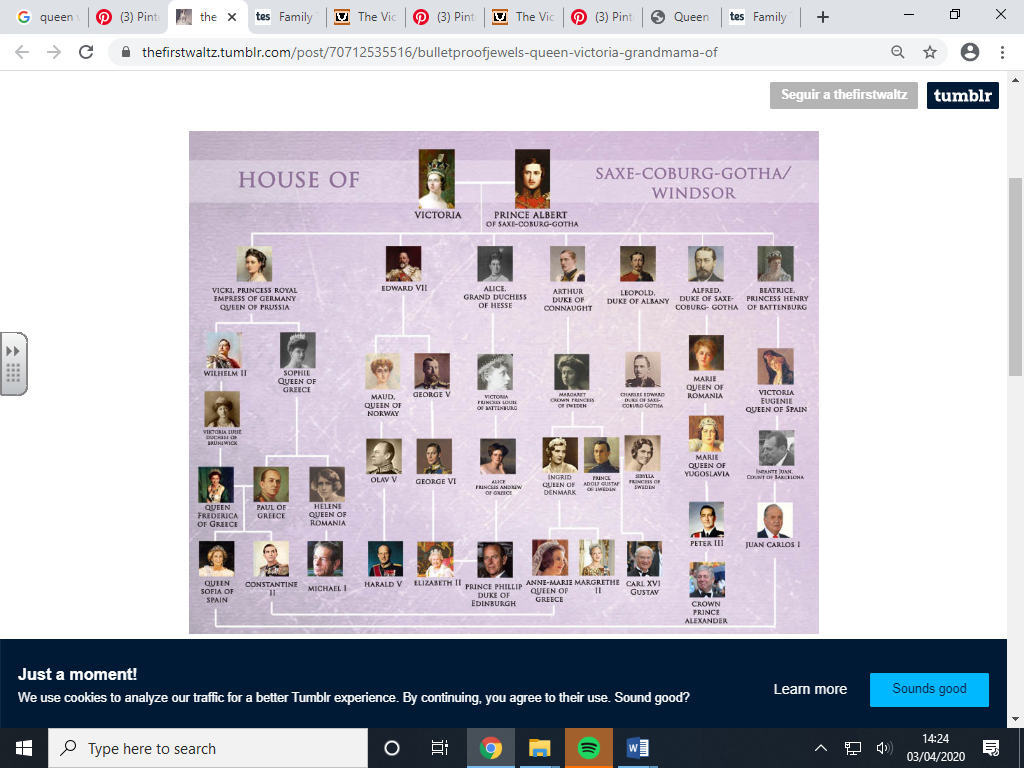 queen
(3) Pint
the
tes Family
The Vic
(3) Pint
The Vic
(3) Pint
Queen
tes Family
thefirstwaltz.tumblr.com/post/70712535516/bulletproofjewels-queen-victoria-grandmama-of
Seguir a thefirstwaltz
tumblr
HOUSE OF
SAXE-COBURG-GOTHA/
WINDSOR
VICTORIA
PRINCE ALBERT
OF SAXE-COBURG-GOTHA
VICKI, PRINCESS ROYAL
EMPRESS OF GERMANY
QUEEN OF PRUSSIA
EDWARD VII
ALICE,
GRAND DUCHESS
OF HESSE
ARTHUR
DUKE OF
CONNAUGHT
LEOPOLD,
DUKE OF ALBANY
ALFRED,
DUKE OF SAXE-
COBURG- GOTHA
BEATRICE,
PRINCESS HENRY
OF BATTENBURG
WILHELM II
SOPHIE
QUEEN OF
GREECE
MAUD,
QUEEN OF
NORWAY
GEORGE V
VICTORIA
PRINCESS LOUIS
OF BATTENBURG
MARGARET
CROWN PRINCESS
OF SWEDEN
CHARLES EDWARD
DUKE OF SAXE-
COBURG GOTHA
MARIE
QUEEN OF
ROMANIA
VICTORIA
EUGENIE
QUEEN OF SPAIN
VIKTORIA LUISE
DUCHESS OF
BRUNSWICK
OLAV V
GEORGE VI
ALICE
PRINCESS ANDREW
OF GREECE
INGRID
QUEEN OF
DENMARK
PRINCE
ADOLF GUSTAF
OF SWEDEN
SIBYLLA
PRINCESS OF
SWEDEN
MARIE
QUEEN OF
YUGOSLAVIA
INFANTE JUAN,
COUNT OF BARCELONA
QUEEN
FREDERICA
OF GREECE
PAUL OF
GREECE
HELENE
QUEEN OF
ROMANIA
PETER III
JUAN CARLOS I
QUEEN
SOFIA OF
SPAIN
CONSTANTINE
II
MICHAEL I
HARALD V
ELIZABETH II
PRINCE PHILLIP
DUKE OF
EDINBURGH
ANNE-MARIE
QUEEN OF
GREECE
MARGRETHE
II
CARL XVI
GUSTAV
CROWN
PRINCE
ALEXANDER
Just a moment!
We use cookies to analyze our traffic for a better Tumblr experience. By continuing, you agree to their use. Sound good?
Learn more
Sounds good
Type here to search
14:24
03/04/2020